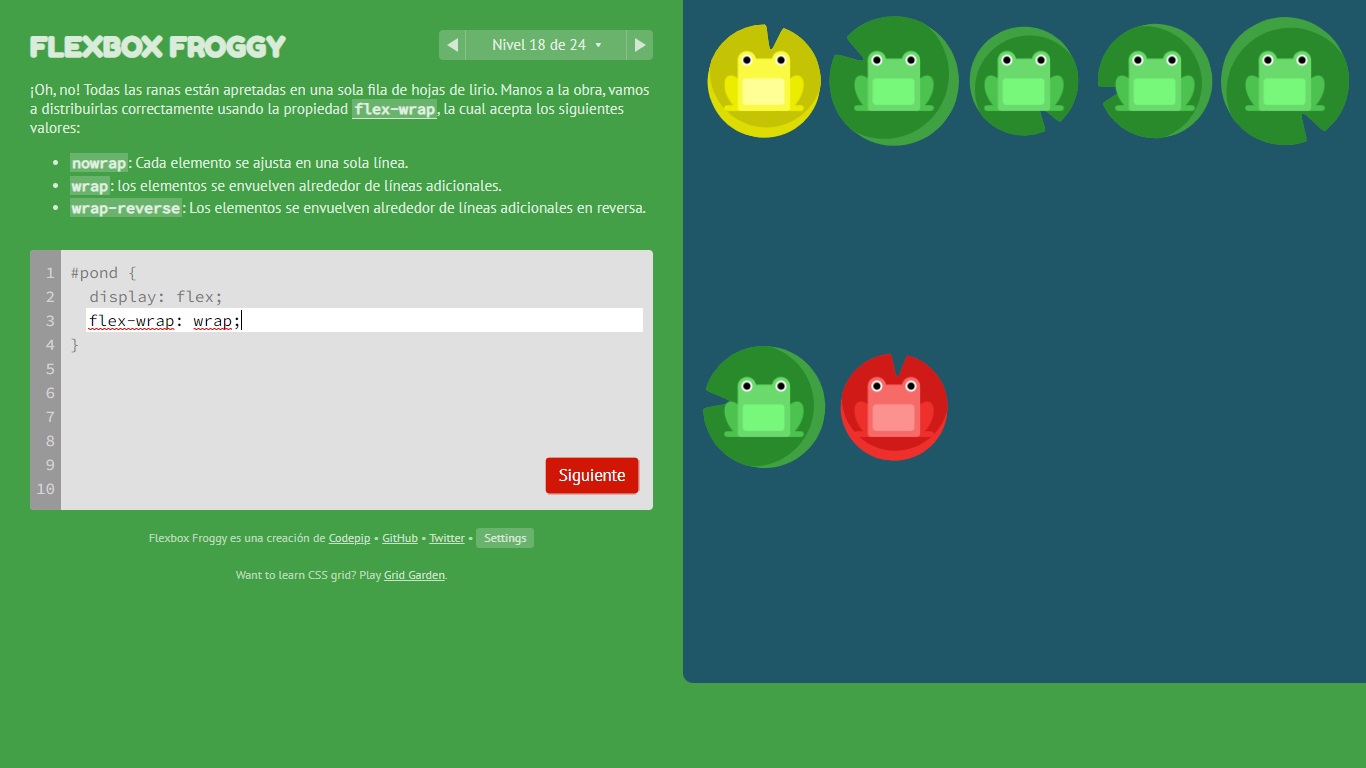 FLEXBOX FROGGY
Nivel 18 de 24
¡Oh, no! Todas las ranas están apretadas en una sola fila de hojas de lirio. Manos a la obra, vamos
a distribuirlas correctamente usando la propiedad flex-wrap, la cual acepta los siguientes
valores:
• nowrap: Cada elemento se ajusta en una sola línea.
• wrap: los elementos se envuelven alrededor de líneas adicionales.
• wrap-reverse: Los elementos se envuelven alrededor de líneas adicionales en reversa.
1 #pond {
2 display: flex;
3 flex-wrap: wrap;
4 }
5
6
7
8
9
10
Siguiente
Flexbox Froggy es una creación de Codepip • GitHub • Twitter • Settings
Want to learn CSS grid? Play Grid Garden.